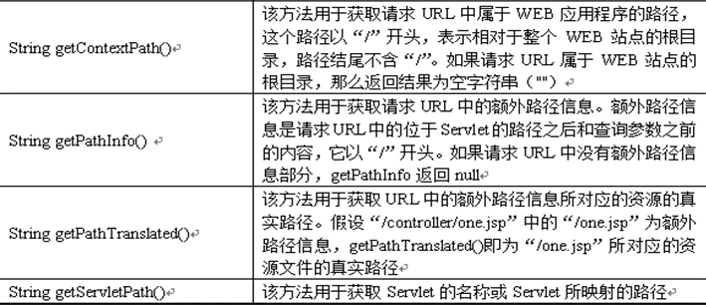 String getContextPath()↵
该方法用于获取请求 URL 中属于 WEB 应用程序的路径，
这个路径以“/”开头，表示相对于整个 WEB 站点的根目
录，路径结尾不含“/”。如果请求 URL 属于 WEB 站点的
根目录，那么返回结果为空字符串（""）↵
String getPathInfo() ↵
该方法用于获取请求 URL 中的额外路径信息。额外路径信
息是请求URL中的位于Servlet的路径之后和查询参数之前
的内容，它以“/”开头。如果请求 URL 中没有额外路径信
息部分，getPathInfo 返回 null↵
String getPathTranslated()↵
该方法用于获取 URL 中的额外路径信息所对应的资源的真
实路径。假设“/controller/one.jsp”中的“/one.jsp”为额外
路径信息，getPathTranslated()即为“/one.jsp”所对应的资
源文件的真实路径↵
String getServletPath()↵
该方法用于获取 Servlet 的名称或 Servlet 所映射的路径↵